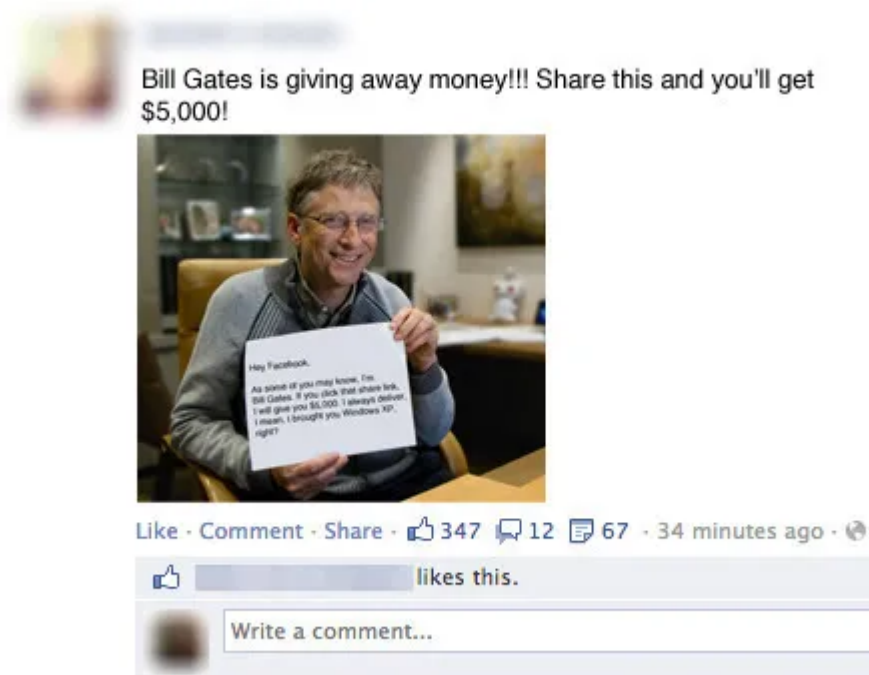 Bill Gates is giving away money!!! Share this and you'll get
$5,000!
Hey Facebook,
As some of you may know, I'm
Bill Gates. If you click that share link,
I will give you $5,000. I always deliver,
I mean, I brought you Windows XP,
right?
Like · Comment · Share · 347 12 67 · 34 minutes ago ·
likes this.
Write a comment...